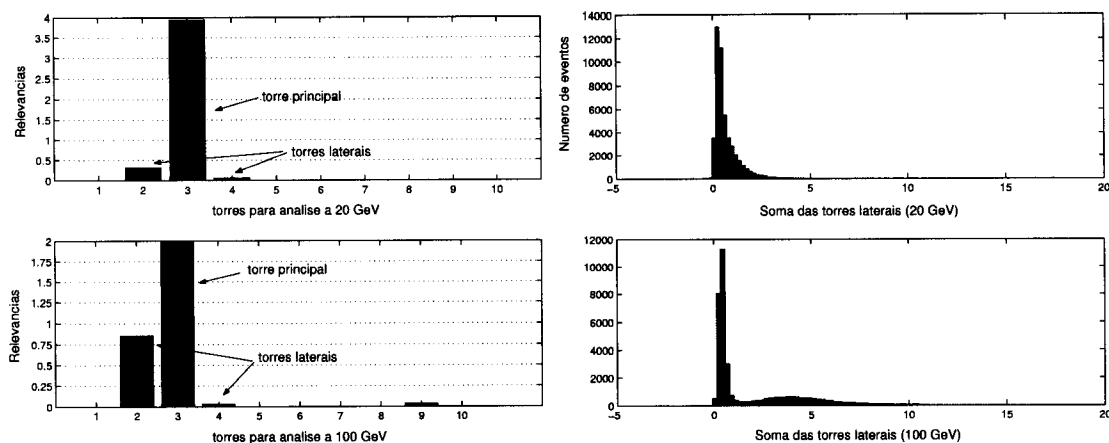 4
3.5
3
2.5
2
1.5
1
0.5
0
Relevancias
torre principal
torres laterais
1 2 3 4 5 6 7 8 9 10
torres para analise a 20 GeV
14000
12000
10000
8000
6000
4000
2000
0
Numero de eventos
−5 0 5 10 15 20
Soma das torres laterais (20 GeV)
2
1.75
1.5
1.25
1
0.75
0.5
0.25
0
Relevancias
torre principal
torres laterais
1 2 3 4 5 6 7 8 9 10
torres para analise a 100 GeV
12000
10000
8000
6000
4000
2000
0
−5 0 5 10 15 20
Soma das torres laterais (100 GeV)